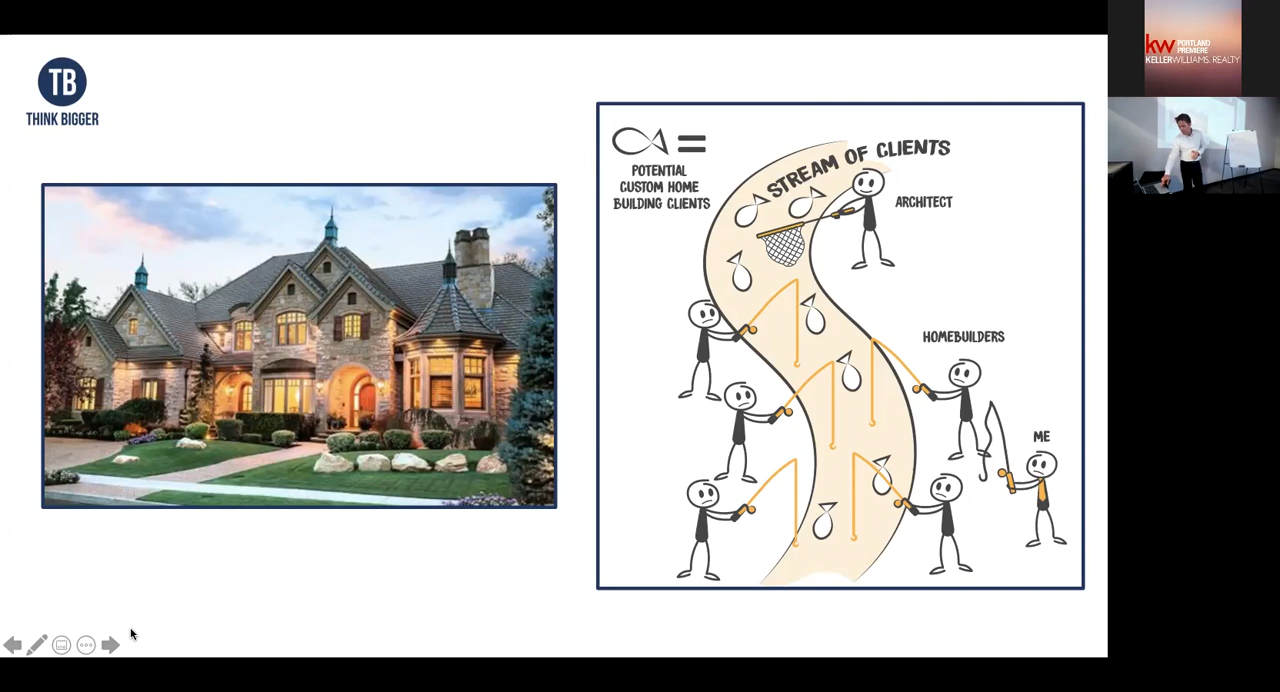 TB
THINK BIGGER
=
POTENTIAL
CUSTOM HOME
BUILDING CLIENTS
STREAM OF CLIENTS
ARCHITECT
HOMEBUILDERS
ME
kw PORTLAND
PREMIERE
KELLERWILLIAMS. REALTY